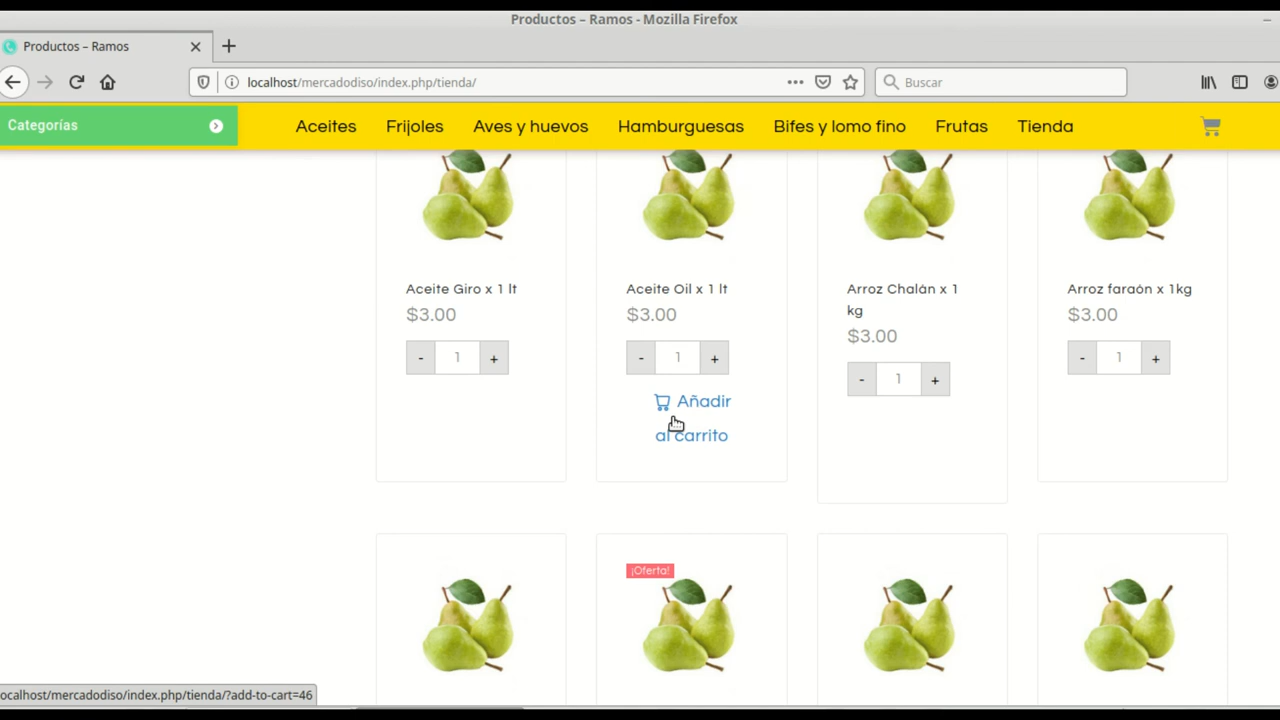 Productos – Ramos - Mozilla Firefox
Productos – Ramos
localhost/mercadodiso/index.php/tienda/
Buscar
Categorías
Aceites Frijoles Aves y huevos Hamburguesas Bifes y lomo fino Frutas Tienda
Aceite Giro x 1 lt
$3.00
- 1 +
Aceite Oil x 1 lt
$3.00
- 1 +
Añadir
al carrito
Arroz Chalán x 1
kg
$3.00
- 1 +
Arroz faraón x 1kg
$3.00
- 1 +
¡Oferta!
ocalhost/mercadodiso/index.php/tienda/?add-to-cart=46